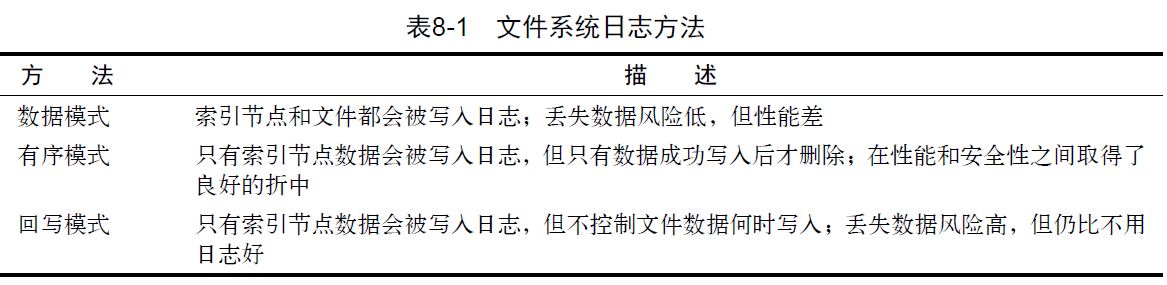 表8-1 文件系统日志方法
方 法 描 述
数据模式 索引节点和文件都会被写入日志；丢失数据风险低，但性能差
有序模式 只有索引节点数据会被写入日志，但只有数据成功写入后才删除；在性能和安全性之间取得了
良好的折中
回写模式 只有索引节点数据会被写入日志，但不控制文件数据何时写入；丢失数据风险高，但仍比不用
日志好